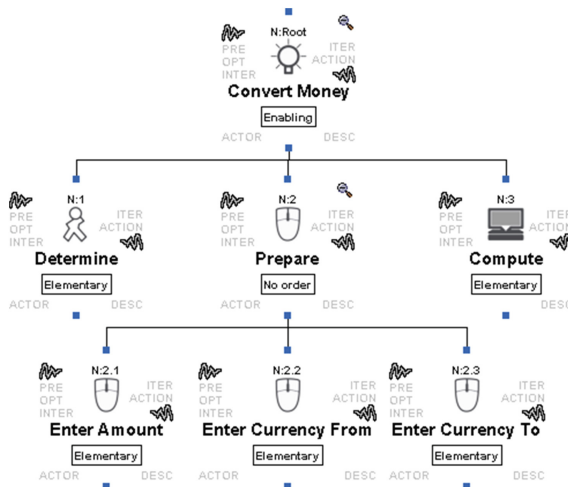 N:Root
PRE ITER
OPT ACTION
INTER
Convert Money
Enabling
ACTOR DESC
N:1 N:2 N:3
PRE ITER PRE ITER PRE ITER
OPT ACTION OPT ACTION OPT ACTION
INTER INTER INTER
Determine Prepare Compute
Elementary No order Elementary
ACTOR DESC ACTOR DESC ACTOR DESC
N:2.1 N:2.2 N:2.3
PRE ITER PRE ITER PRE ITER
OPT ACTION OPT ACTION OPT ACTION
INTER INTER INTER
Enter Amount Enter Currency From Enter Currency To
Elementary Elementary Elementary
ACTOR DESC ACTOR DESC ACTOR DESC